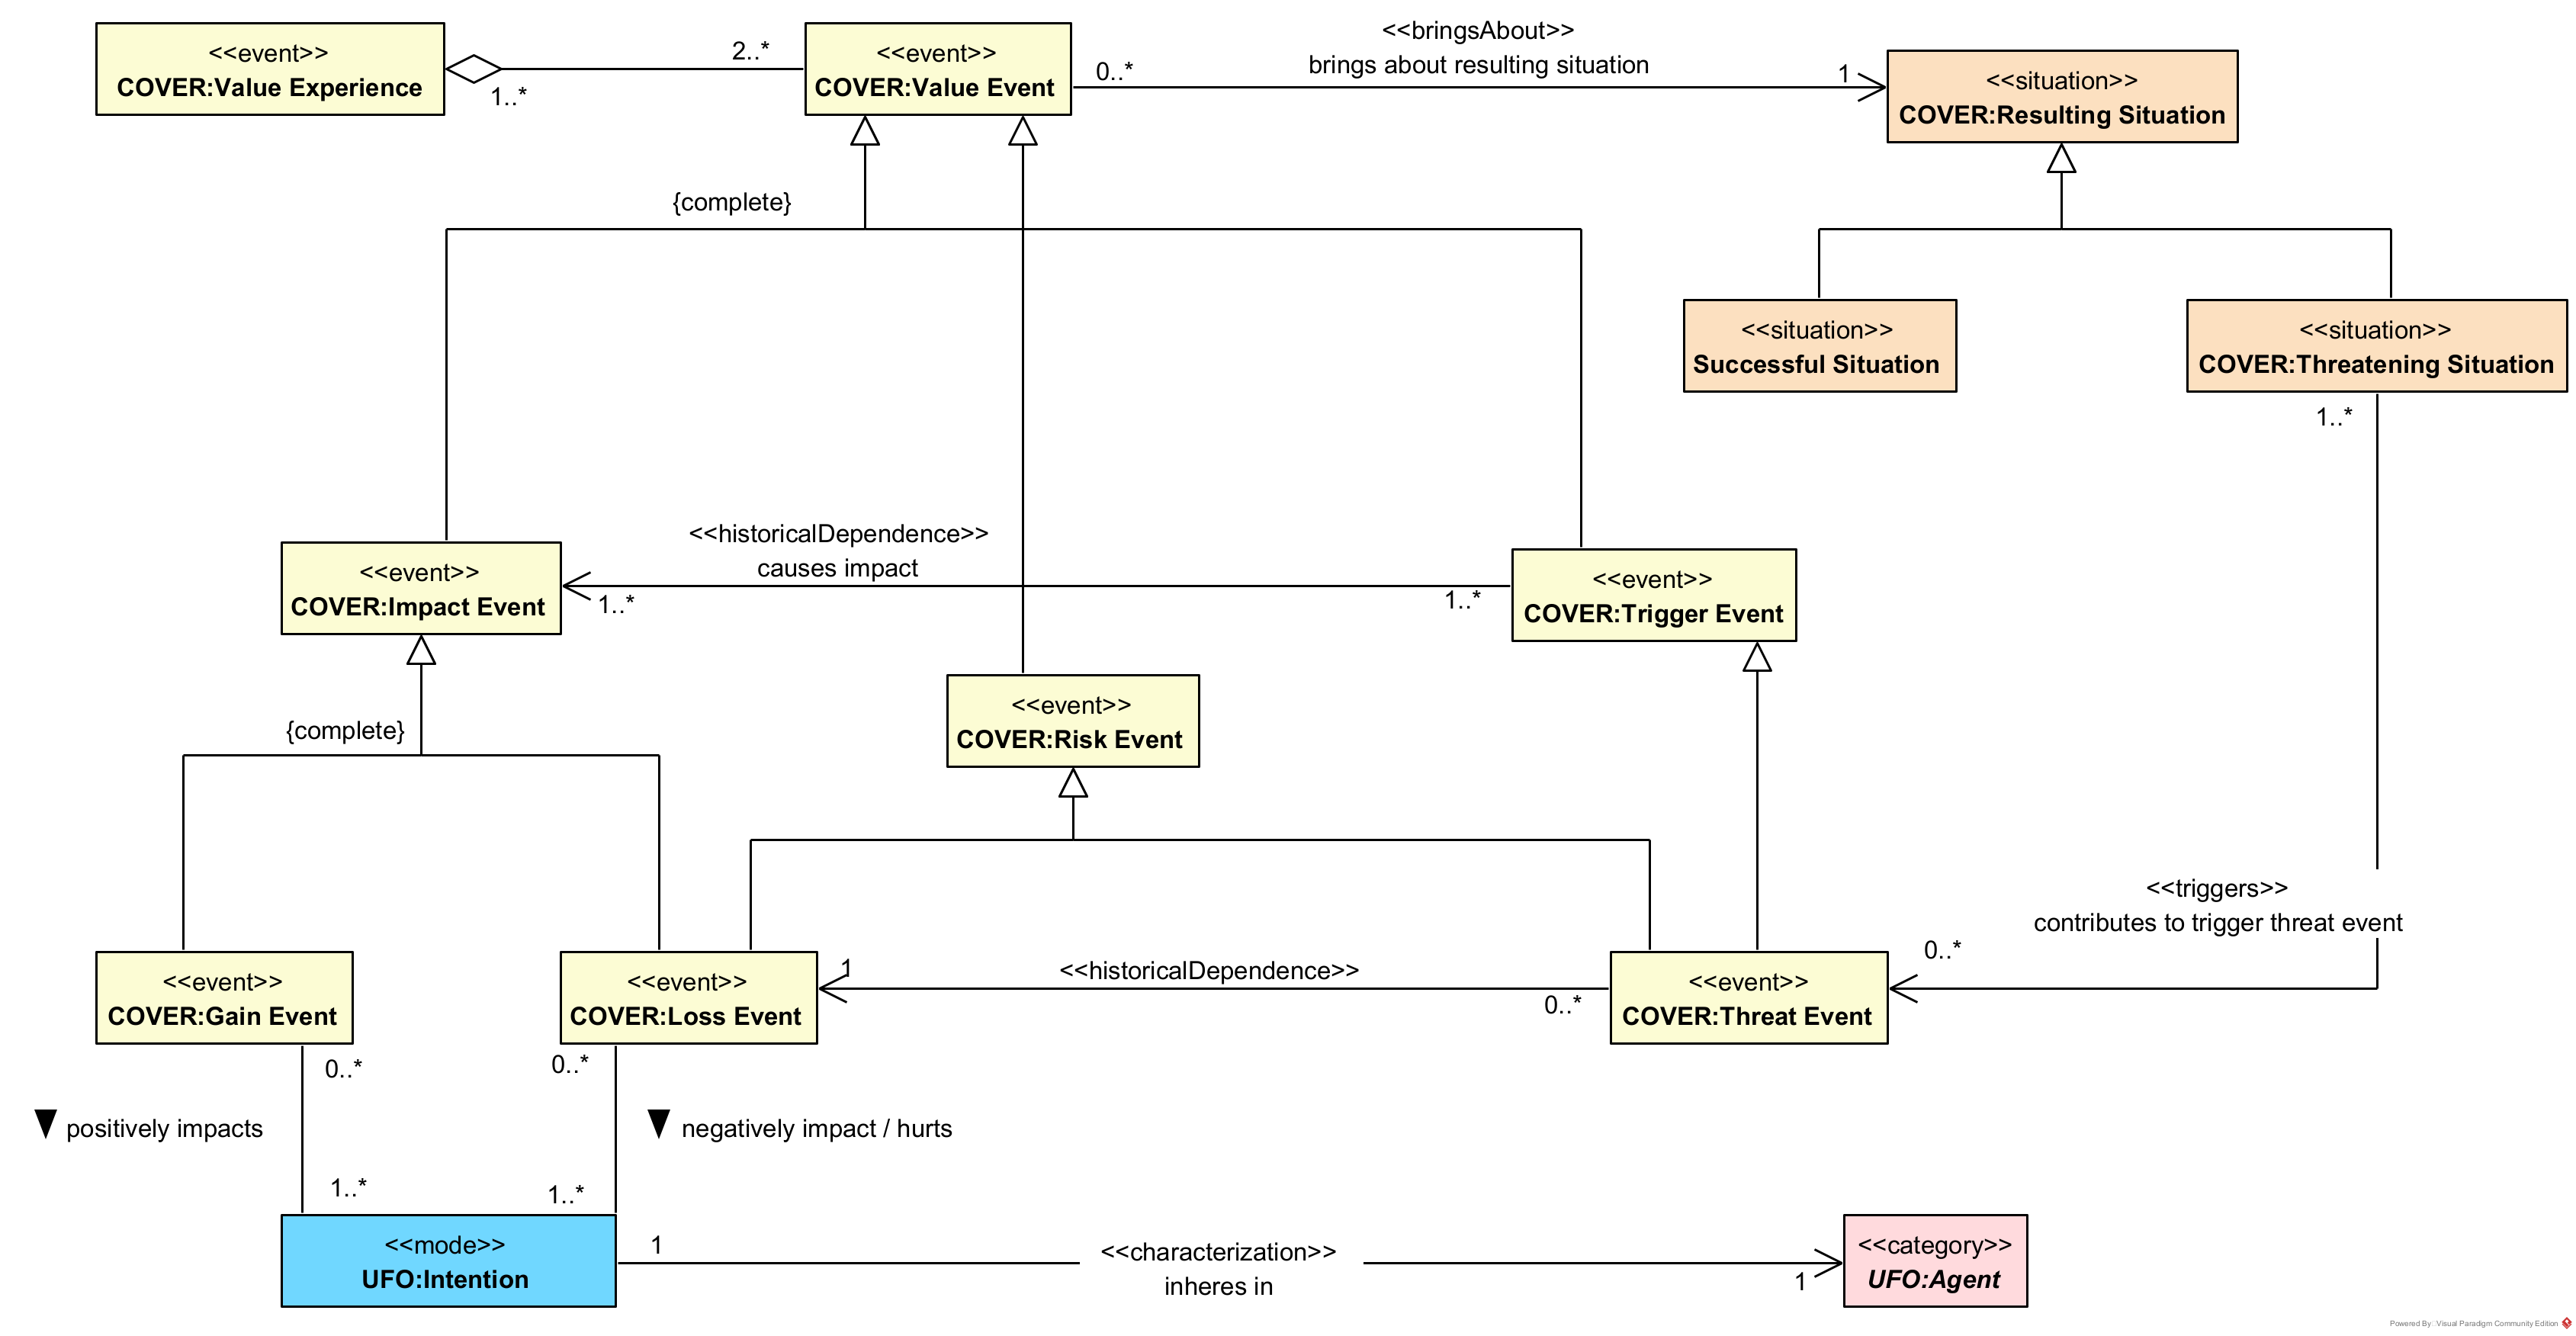 <<event>>
COVER:Value Experience
1..*
2..*
<<event>>
COVER:Value Event
0..*
<<bringsAbout>>
brings about resulting situation
1
<<situation>>
COVER:Resulting Situation
{complete}
<<situation>>
Successful Situation
<<situation>>
COVER:Threatening Situation
1..*
<<event>>
COVER:Impact Event
1..*
<<historicalDependence>>
causes impact
1..*
<<event>>
COVER:Trigger Event
<<event>>
COVER:Risk Event
{complete}
<<triggers>>
contributes to trigger threat event
0..*
<<event>>
COVER:Gain Event
<<event>>
COVER:Loss Event
1
<<historicalDependence>>
0..*
<<event>>
COVER:Threat Event
0..*
0..*
positively impacts
negatively impact / hurts
1..*
1..*
<<mode>>
UFO:Intention
1
<<characterization>>
inheres in
1
<<category>>
UFO:Agent
Powered By Visual Paradigm Community Edition